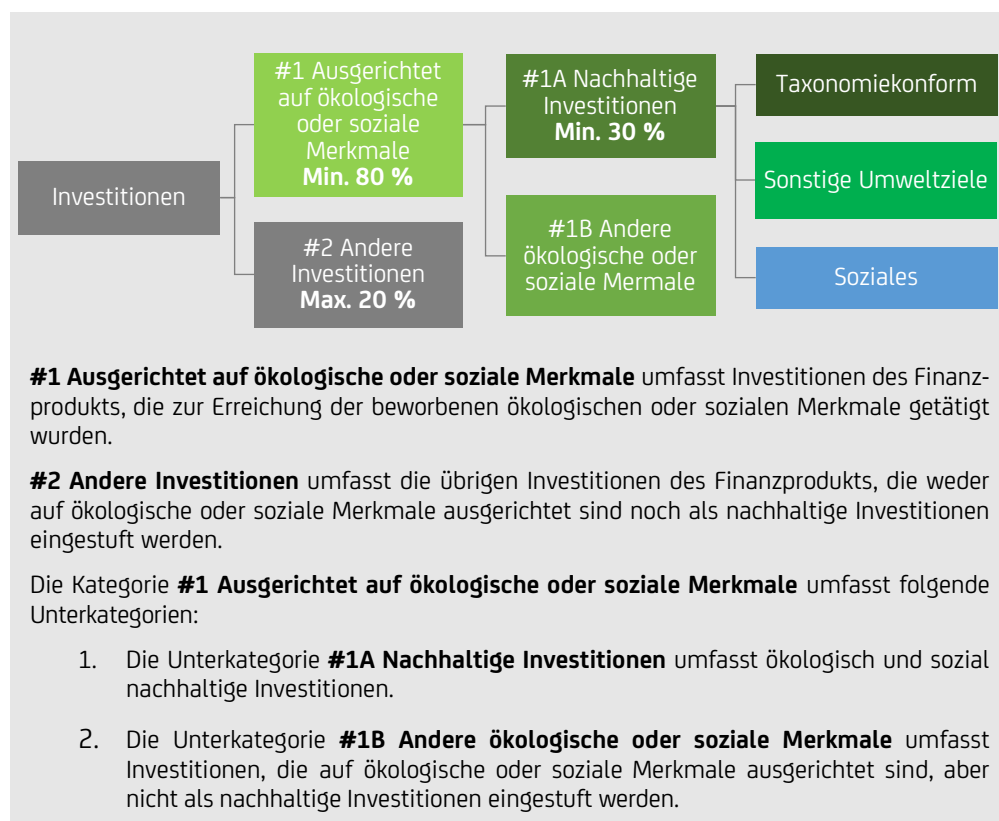 Investitionen
#1 Ausgerichtet
auf ökologische
oder soziale
Merkmale
Min. 80 %
#2 Andere
Investitionen
Max. 20 %
#1A Nachhaltige
Investitionen
Min. 30 %
#1B Andere
ökologische oder
soziale Mermale
Taxonomiekonform
Sonstige Umweltziele
Soziales
#1 Ausgerichtet auf ökologische oder soziale Merkmale umfasst Investitionen des Finanz-
produkts, die zur Erreichung der beworbenen ökologischen oder sozialen Merkmale getätigt
wurden.
#2 Andere Investitionen umfasst die übrigen Investitionen des Finanzprodukts, die weder
auf ökologische oder soziale Merkmale ausgerichtet sind noch als nachhaltige Investitionen
eingestuft werden.
Die Kategorie #1 Ausgerichtet auf ökologische oder soziale Merkmale umfasst folgende
Unterkategorien:
1. Die Unterkategorie #1A Nachhaltige Investitionen umfasst ökologisch und sozial
nachhaltige Investitionen.
2. Die Unterkategorie #1B Andere ökologische oder soziale Merkmale umfasst
Investitionen, die auf ökologische oder soziale Merkmale ausgerichtet sind, aber
nicht als nachhaltige Investitionen eingestuft werden.